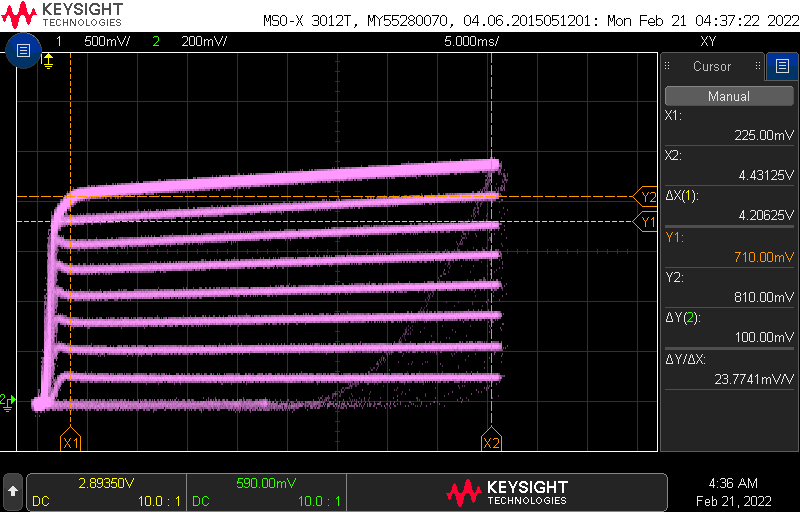 KEYSIGHT
TECHNOLOGIES
MSO-X 3012T, MY55280070, 04.06.2015051201: Mon Feb 21 04:37:22 2022
1 500mV/ 2 200mV/ 5.000ms/ XY
Cursor
Manual
X1:
225.00mV
X2:
4.43125V
ΔX(1):
4.20625V
Y1:
710.00mV
Y2:
810.00mV
ΔY(2):
100.00mV
ΔY/ΔX:
23.7741mV/V
Y2
Y1
2
X1 X2
2.89350V
DC 10.0 : 1
590.00mV
DC 10.0 : 1
KEYSIGHT
TECHNOLOGIES
4:36 AM
Feb 21, 2022